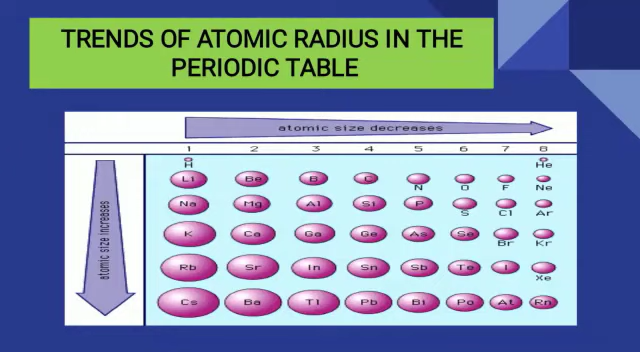 TRENDS OF ATOMIC RADIUS IN THE
PERIODIC TABLE
atomic size decreases
1 2 3 4 5 6 7 8
H He
Li Be B C N O F Ne
Na Mg Al Si P S Cl Ar
K Ca Ga Ge As Se Br Kr
Rb Sr In Sn Sb Te I Xe
Cs Ba Tl Pb Bi Po At Rn
atomic size increases